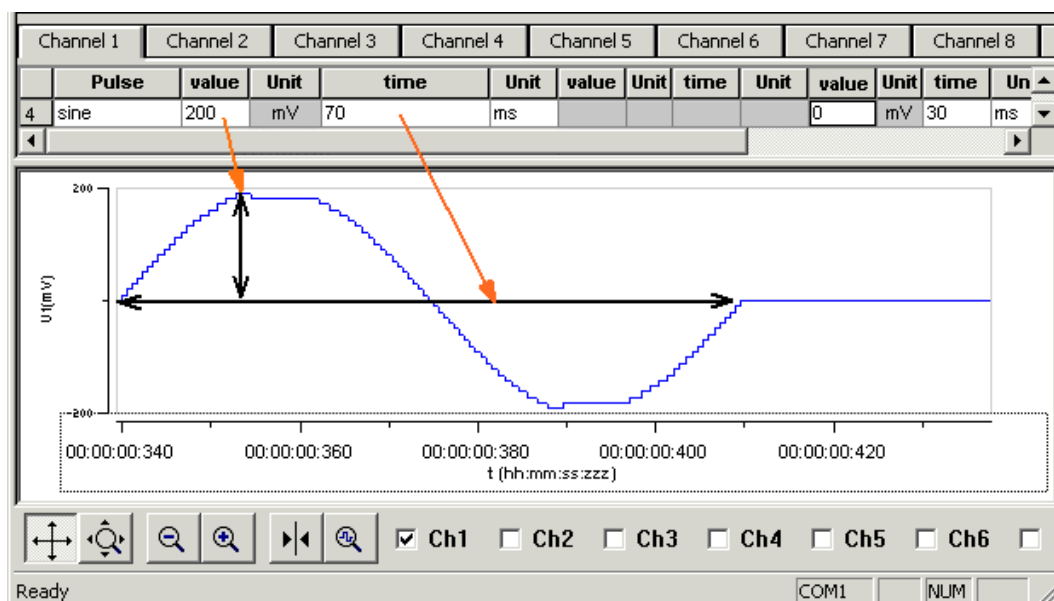 Channel 1 Channel 2 Channel 3 Channel 4 Channel 5 Channel 6 Channel 7 Channel 8
Pulse value Unit time Unit value Unit time Unit value Unit time Un
4 sine 200 mV 70 ms 0 mV 30 ms
200
U1(mV)
-200
00:00:00:340 00:00:00:360 00:00:00:380 00:00:00:400 00:00:00:420
t (hh:mm:ss:zzz)
Ch1 Ch2 Ch3 Ch4 Ch5 Ch6
Ready COM1 NUM